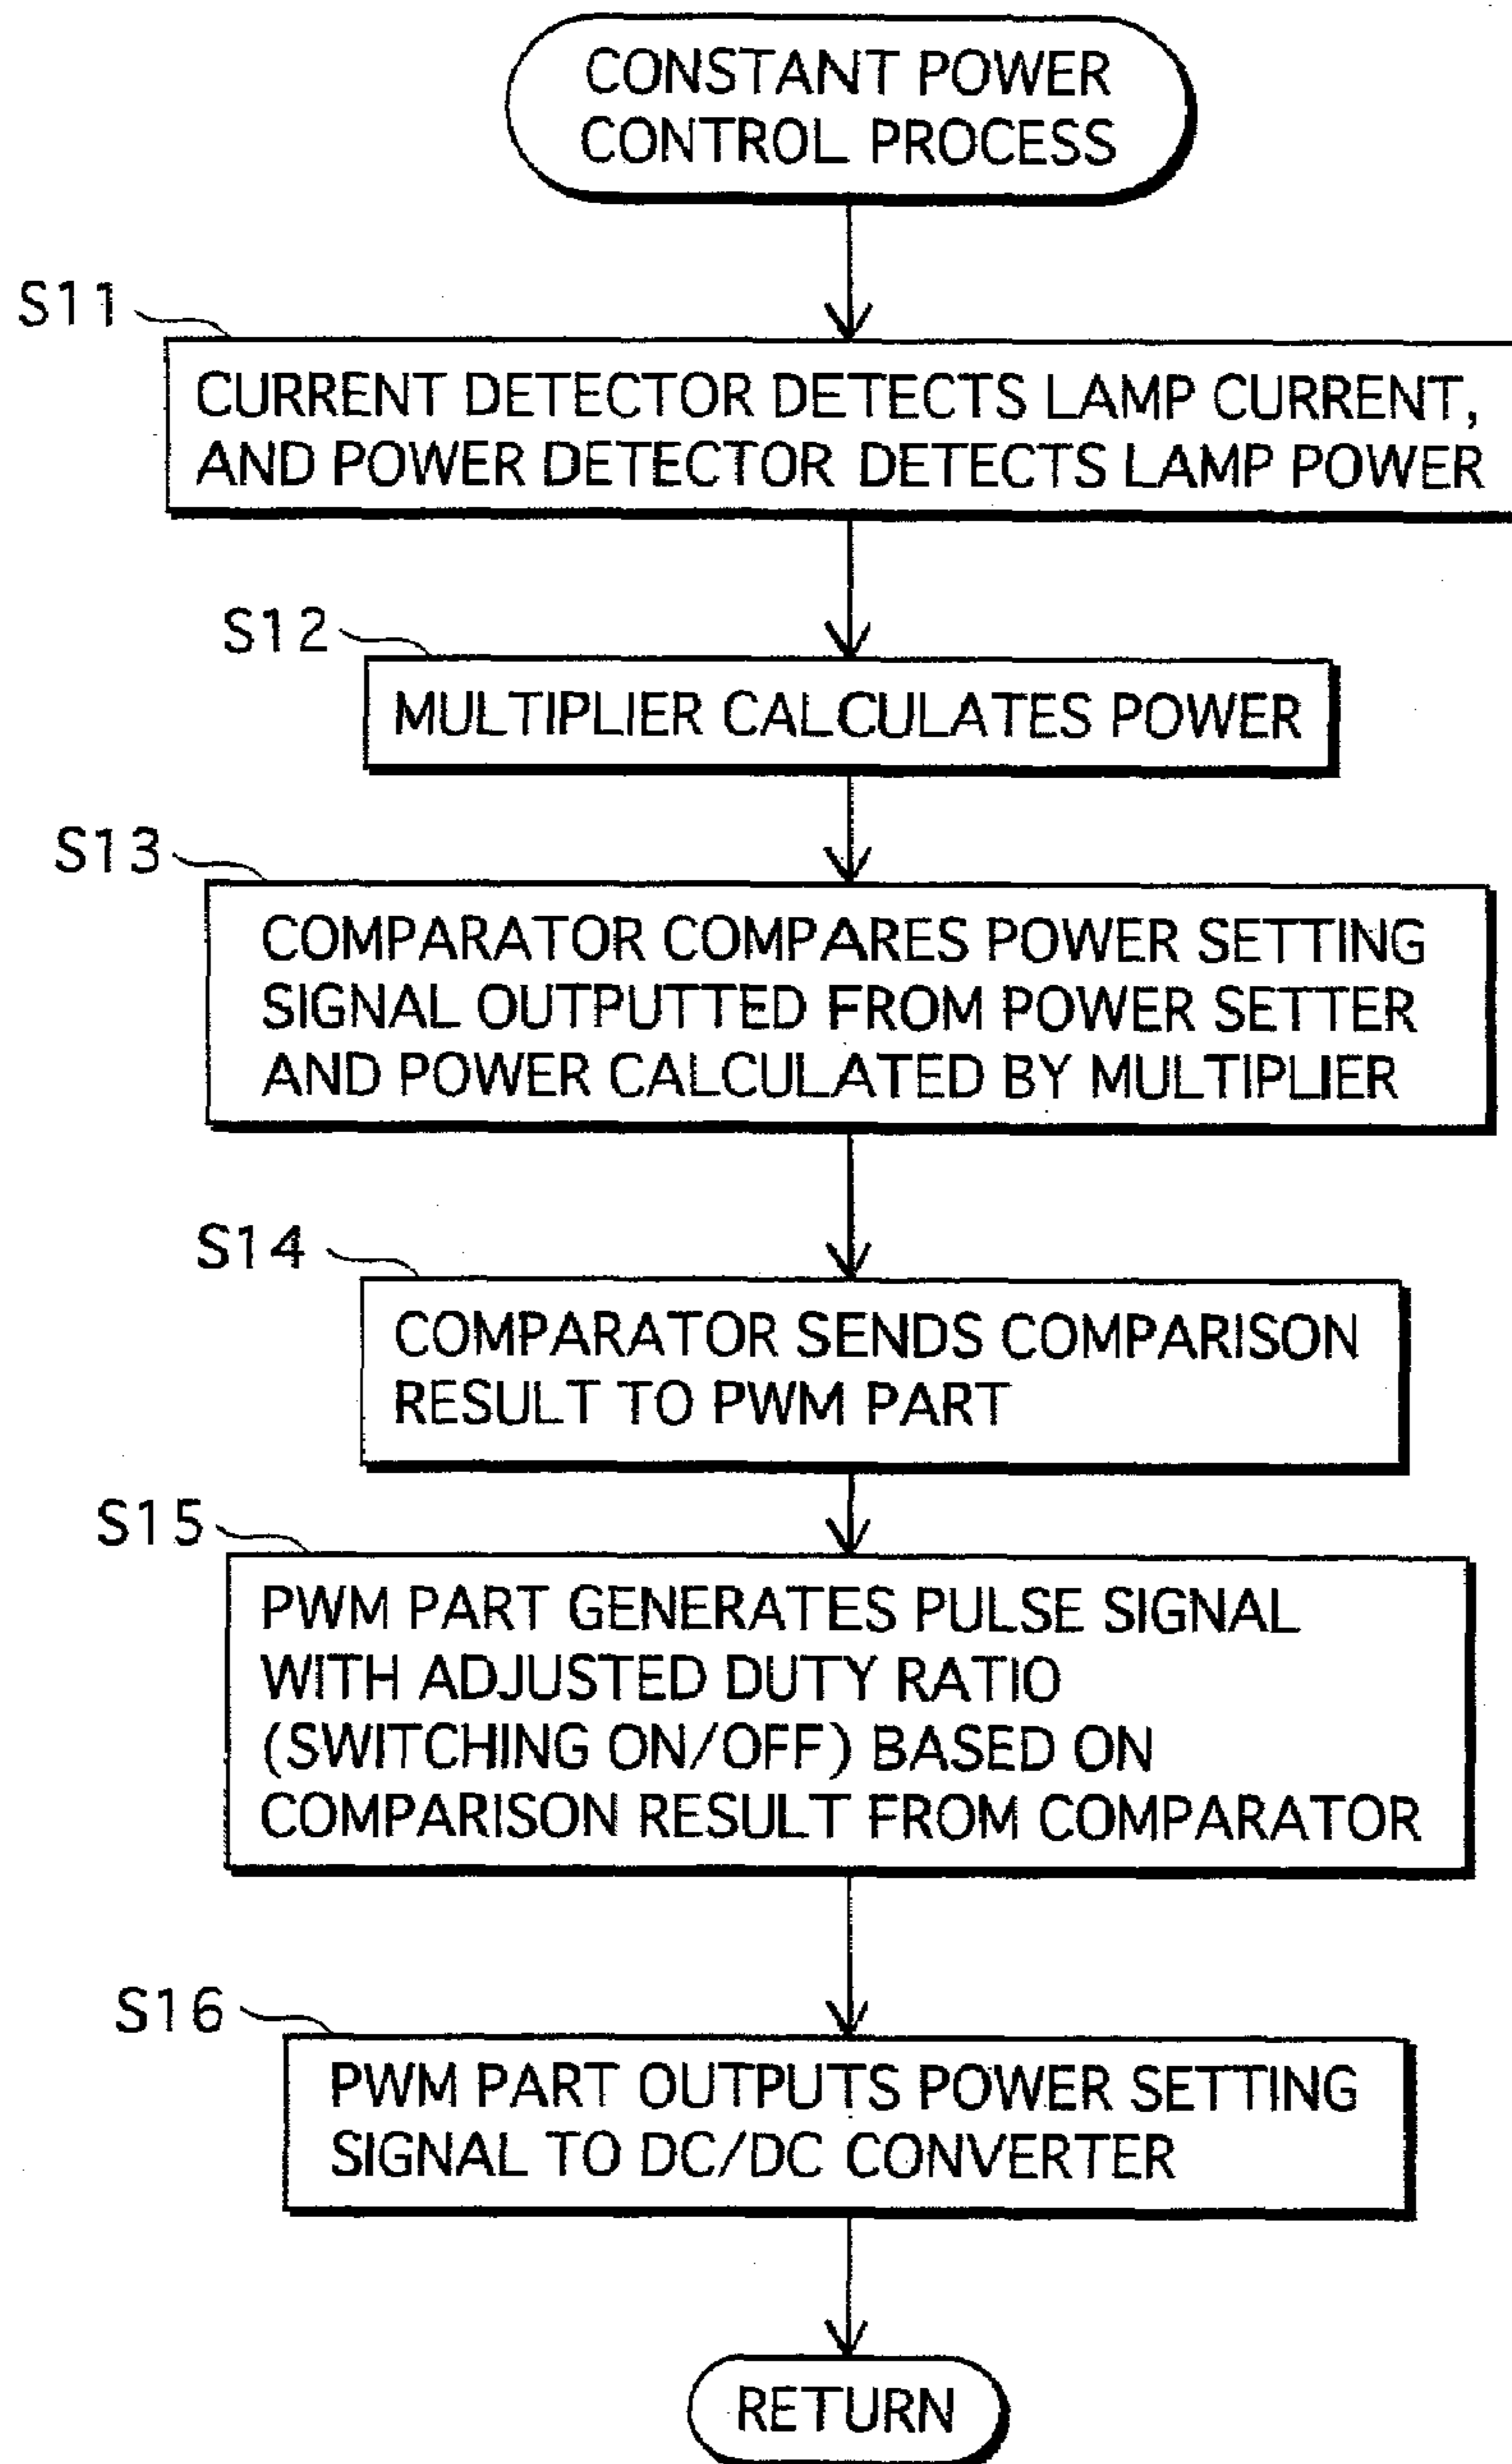 CONSTANT POWER
CONTROL PROCESS
S11
CURRENT DETECTOR DETECTS LAMP CURRENT,
AND POWER DETECTOR DETECTS LAMP POWER
S12
MULTIPLIER CALCULATES POWER
S13
COMPARATOR COMPARES POWER SETTING
SIGNAL OUTPUTTED FROM POWER SETTER
AND POWER CALCULATED BY MULTIPLIER
S14
COMPARATOR SENDS COMPARISON
RESULT TO PWM PART
S15
PWM PART GENERATES PULSE SIGNAL
WITH ADJUSTED DUTY RATIO
(SWITCHING ON/OFF) BASED ON
COMPARISON RESULT FROM COMPARATOR
S16
PWM PART OUTPUTS POWER SETTING
SIGNAL TO DC/DC CONVERTER
RETURN